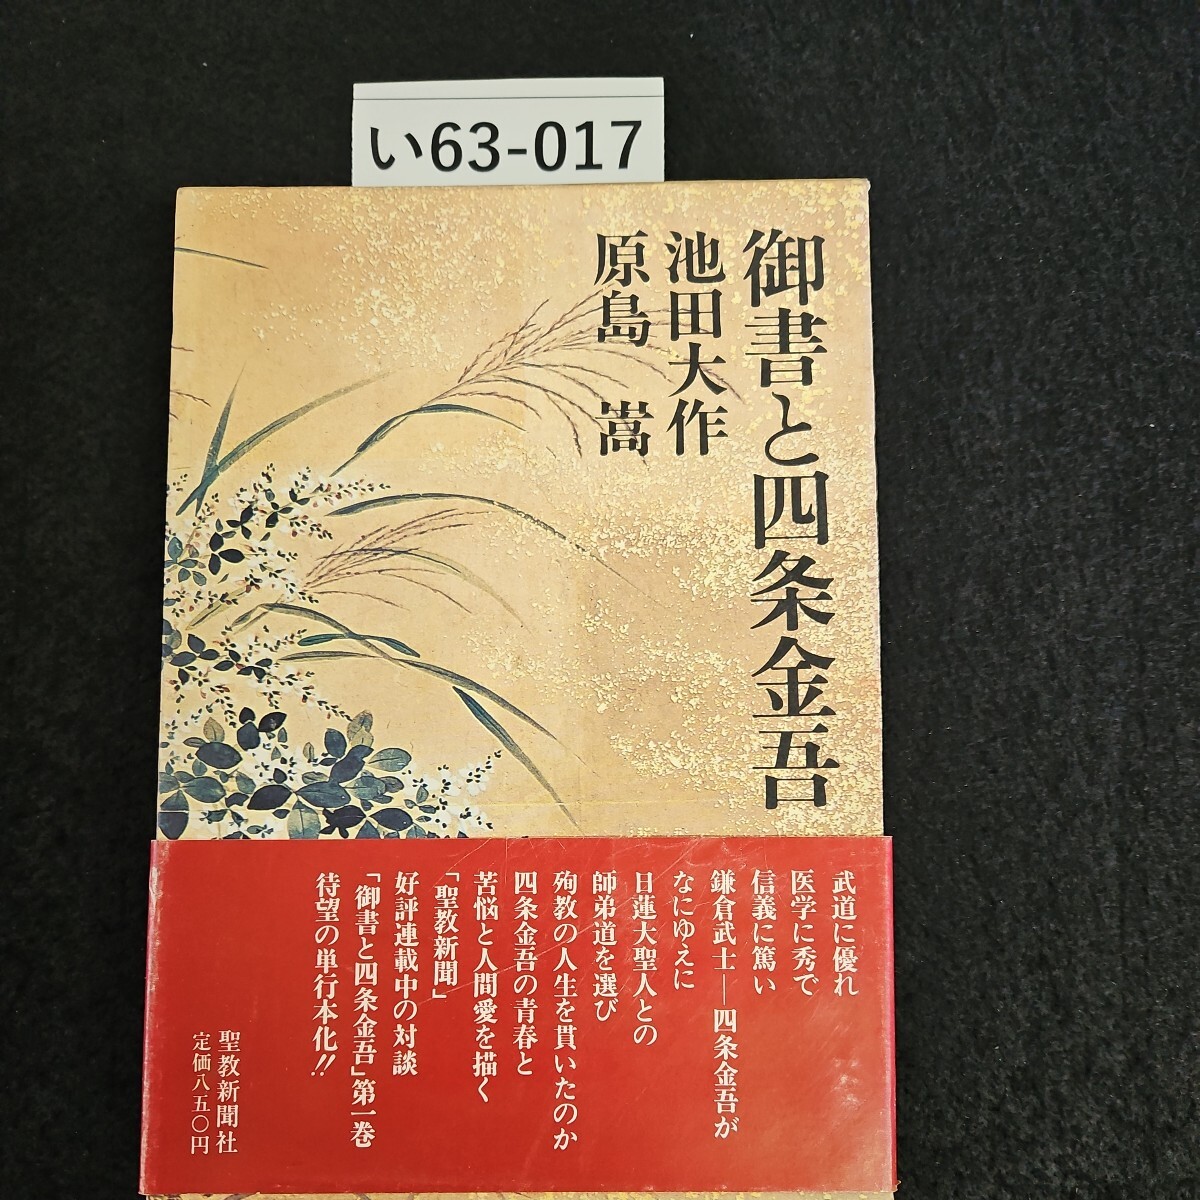 い63-017
御書と四条金吾
池田大作
原島 嵩
武道に優れ
医学に秀で
信義に篤い
鎌倉武士―四条金吾が
なにゆえに
日蓮大聖人との
師弟道を選び
殉教の人生を貫いたのか
四条金吾の青春と
苦悩と人間愛を描く
「聖教新聞」
好評連載中の対談
「御書と四条金吾」第一巻
待望の単行本化!!
聖教新聞社
定価八五〇円